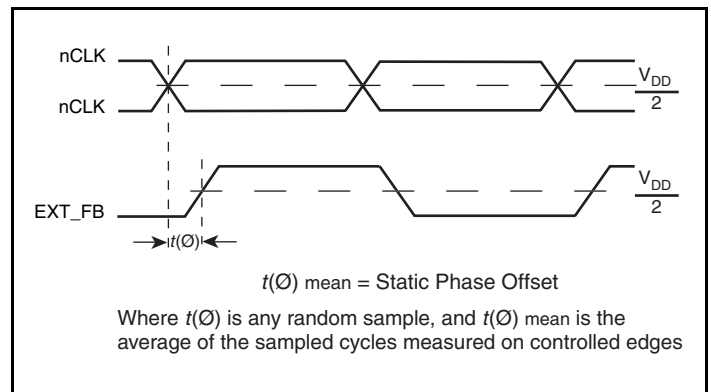 nCLK
V_DD
2
nCLK
V_DD
2
EXT_FB
t(Ø)
t(Ø) mean = Static Phase Offset
Where t(Ø) is any random sample, and t(Ø) mean is the
average of the sampled cycles measured on controlled edges